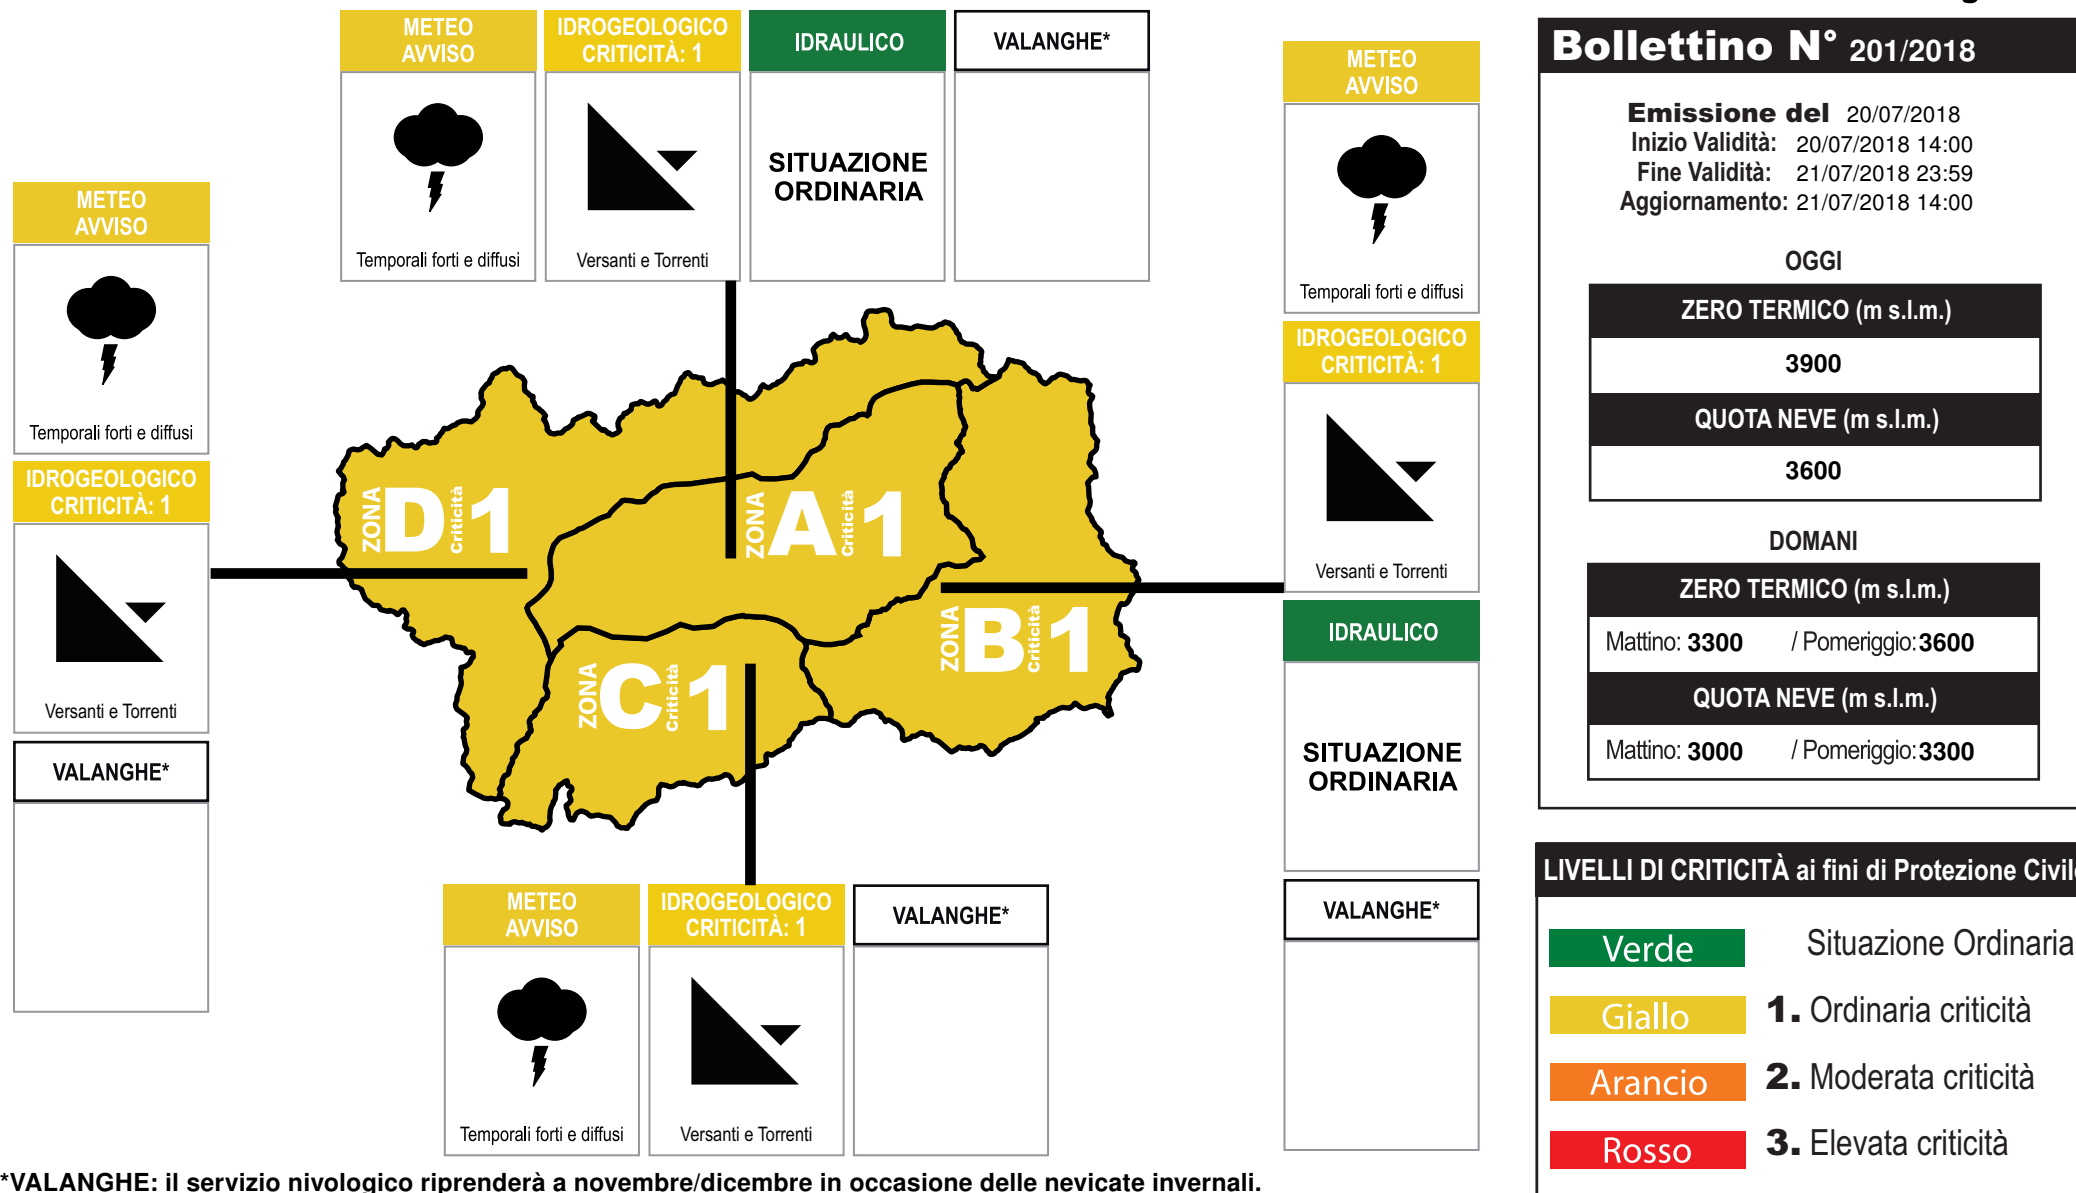 METEO
AVVISO
Temporali forti e diffusi
IDROGEOLOGICO
CRITICITÀ: 1
Versanti e Torrenti
IDRAULICO
SITUAZIONE
ORDINARIA
VALANGHE*
METEO
AVVISO
Temporali forti e diffusi
IDROGEOLOGICO
CRITICITÀ: 1
Versanti e Torrenti
VALANGHE*
ZONA D Criticità 1
ZONA A Criticità 1
ZONA B Criticità 1
ZONA C Criticità 1
METEO
AVVISO
Temporali forti e diffusi
IDROGEOLOGICO
CRITICITÀ: 1
Versanti e Torrenti
IDRAULICO
SITUAZIONE
ORDINARIA
VALANGHE*
METEO
AVVISO
Temporali forti e diffusi
IDROGEOLOGICO
CRITICITÀ: 1
Versanti e Torrenti
VALANGHE*
*VALANGHE: il servizio nivologico riprenderà a novembre/dicembre in occasione delle nevicate invernali.
Bollettino N° 201/2018
Emissione del 20/07/2018
Inizio Validità: 20/07/2018 14:00
Fine Validità: 21/07/2018 23:59
Aggiornamento: 21/07/2018 14:00
OGGI
ZERO TERMICO (m s.l.m.)
3900
QUOTA NEVE (m s.l.m.)
3600
DOMANI
ZERO TERMICO (m s.l.m.)
Mattino: 3300 / Pomeriggio: 3600
QUOTA NEVE (m s.l.m.)
Mattino: 3000 / Pomeriggio: 3300
LIVELLI DI CRITICITÀ ai fini di Protezione Civile
Verde Situazione Ordinaria
Giallo 1. Ordinaria criticità
Arancio 2. Moderata criticità
Rosso 3. Elevata criticità